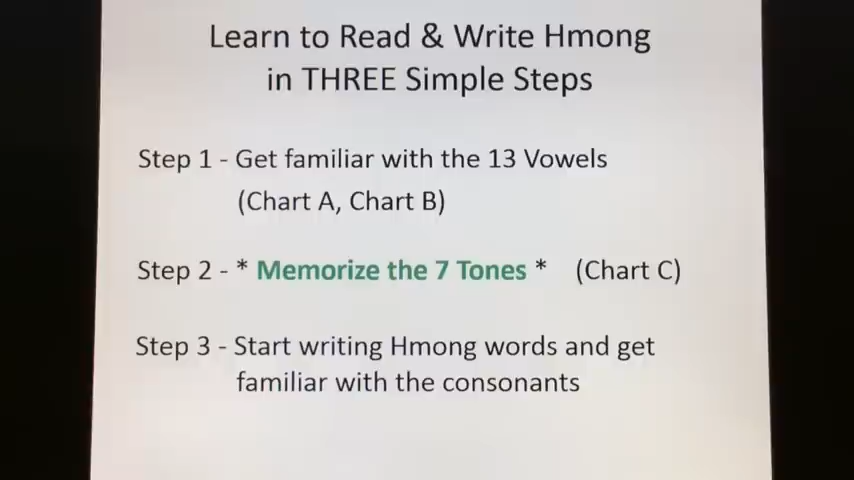 Learn to Read & Write Hmong
in THREE Simple Steps
Step 1 - Get familiar with the 13 Vowels
(Chart A, Chart B)
Step 2 - * Memorize the 7 Tones * (Chart C)
Step 3 - Start writing Hmong words and get
familiar with the consonants